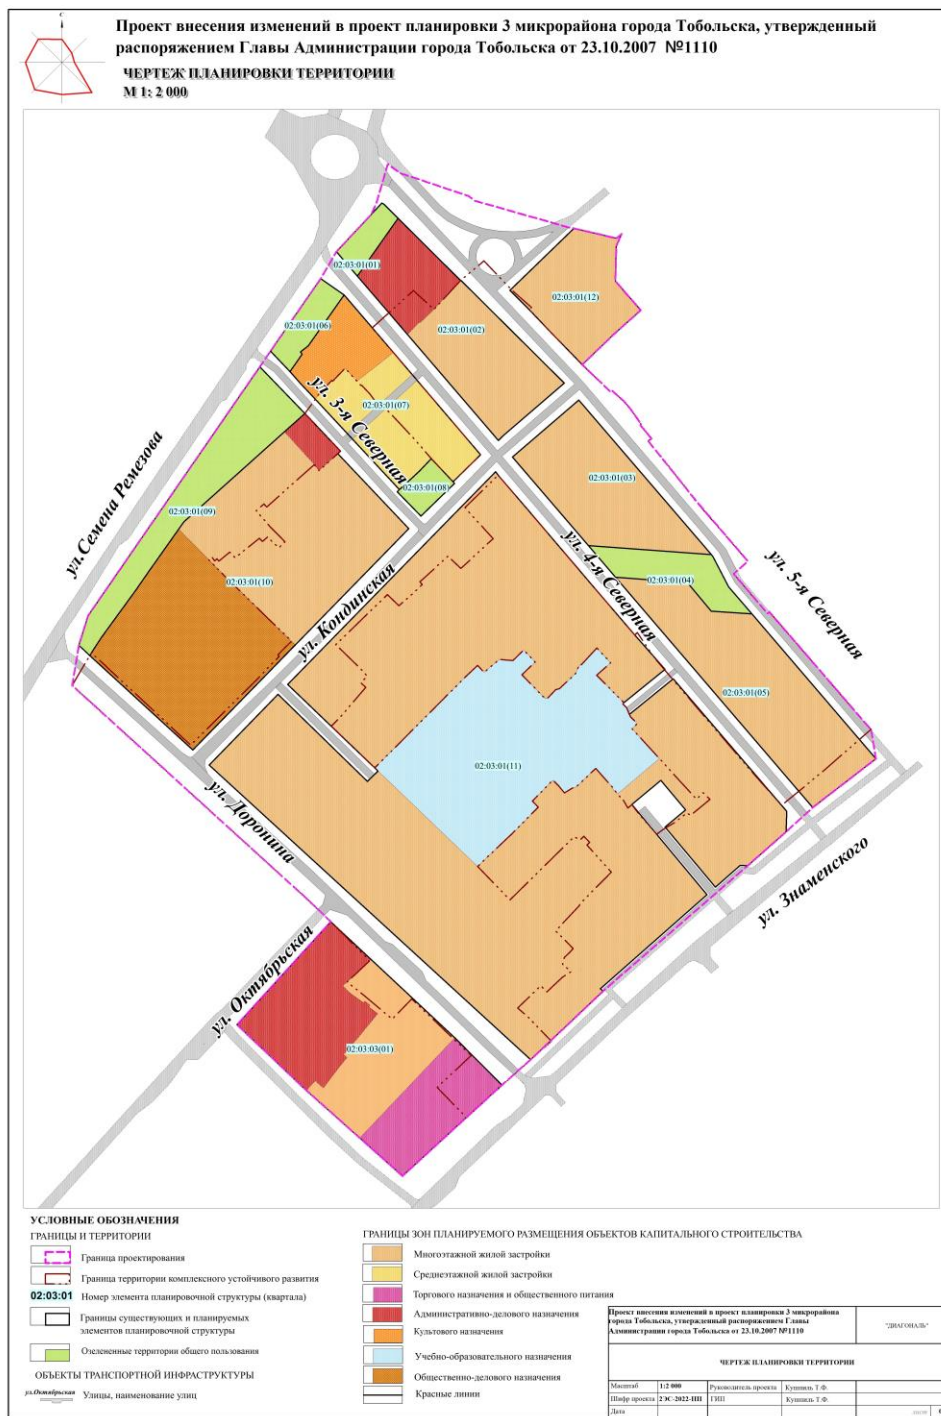 С
Проект внесения изменений в проект планировки 3 микрорайона города Тобольска, утвержденный
распоряжением Главы Администрации города Тобольска от 23.10.2007 №1110
ЧЕРТЕЖ ПЛАНИРОВКИ ТЕРРИТОРИИ
М 1: 2 000
02:03:01(01)
02:03:01(12)
02:03:01(06)
02:03:01(02)
ул. 3-я Северная
02:03:01(07)
02:03:01(08)
02:03:01(03)
ул.Семена Ремезова
02:03:01(09)
02:03:01(10)
ул. Кондинская
ул. 4-я Северная
02:03:01(04)
ул. 5-я Северная
02:03:01(05)
02:03:01(11)
ул. Доронина
ул. Знаменского
ул. Октябрьская
02:03:03(01)
УСЛОВНЫЕ ОБОЗНАЧЕНИЯ
ГРАНИЦЫ И ТЕРРИТОРИИ
Граница проектирования
Граница территории комплексного устойчивого развития
02:03:01 Номер элемента планировочной структуры (квартала)
Границы существующих и планируемых
элементов планировочной структуры
Озелененные территории общего пользования
ОБЪЕКТЫ ТРАНСПОРТНОЙ ИНФРАСТРУКТУРЫ
ул.Октябрьская Улицы, наименование улиц
ГРАНИЦЫ ЗОН ПЛАНИРУЕМОГО РАЗМЕЩЕНИЯ ОБЪЕКТОВ КАПИТАЛЬНОГО СТРОИТЕЛЬСТВА
Многоэтажной жилой застройки
Среднеэтажной жилой застройки
Торгового назначения и общественного питания
Административно-делового назначения
Культового назначения
Учебно-образовательного назначения
Общественно-делового назначения
Красные линии
Проект внесения изменений в проект планировки 3 микрорайона
города Тобольска, утвержденный распоряжением Главы
Администрации города Тобольска от 23.10.2007 №1110
"ДИАГОНАЛЬ"
ЧЕРТЕЖ ПЛАНИРОВКИ ТЕРРИТОРИИ
Масштаб 1:2 000 Руководитель проекта
Шифр проекта 2 ЭС-2022-ПП ГИП
Дата лист